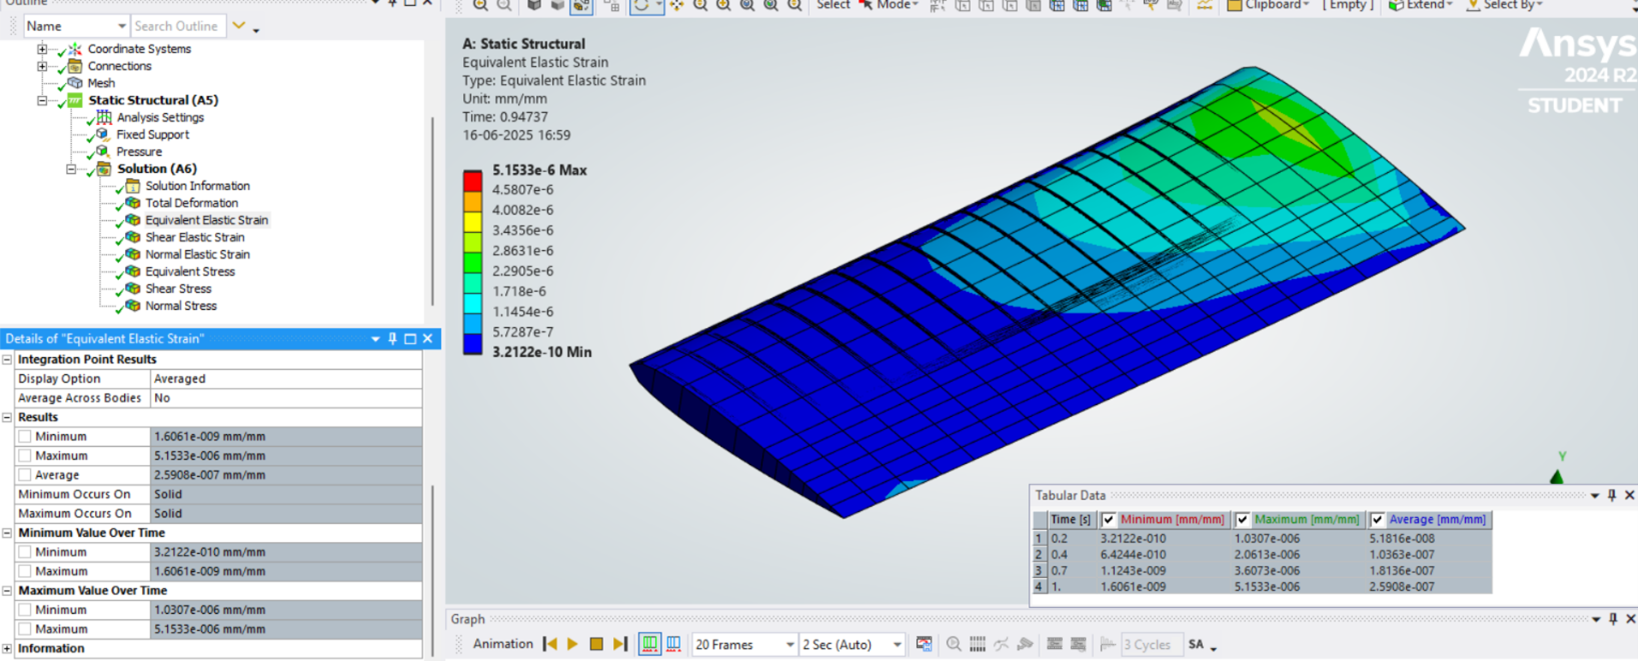 Outline
Select Mode Clipboard [ Empty ] Extend Select By
Name Search Outline
Coordinate Systems
Connections
Mesh
Static Structural (A5)
Analysis Settings
Fixed Support
Pressure
Solution (A6)
Solution Information
Total Deformation
Equivalent Elastic Strain
Shear Elastic Strain
Normal Elastic Strain
Equivalent Stress
Shear Stress
Normal Stress
Details of "Equivalent Elastic Strain"
Integration Point Results
Display Option Averaged
Average Across Bodies No
Results
Minimum 1.6061e-009 mm/mm
Maximum 5.1533e-006 mm/mm
Average 2.5908e-007 mm/mm
Minimum Occurs On Solid
Maximum Occurs On Solid
Minimum Value Over Time
Minimum 3.2122e-010 mm/mm
Maximum 1.6061e-009 mm/mm
Maximum Value Over Time
Minimum 1.0307e-006 mm/mm
Maximum 5.1533e-006 mm/mm
Information
A: Static Structural
Equivalent Elastic Strain
Type: Equivalent Elastic Strain
Unit: mm/mm
Time: 0.94737
16-06-2025 16:59
5.1533e-6 Max
4.5807e-6
4.0082e-6
3.4356e-6
2.8631e-6
2.2905e-6
1.718e-6
1.1454e-6
5.7287e-7
3.2122e-10 Min
Ansys
2024 R2
STUDENT
Y
Tabular Data
Time [s] Minimum [mm/mm] Maximum [mm/mm] Average [mm/mm]
1 0.2 3.2122e-010 1.0307e-006 5.1816e-008
2 0.4 6.4244e-010 2.0613e-006 1.0363e-007
3 0.7 1.1243e-009 3.6073e-006 1.8136e-007
4 1. 1.6061e-009 5.1533e-006 2.5908e-007
Graph
Animation 20 Frames 2 Sec (Auto) 3 Cycles SA